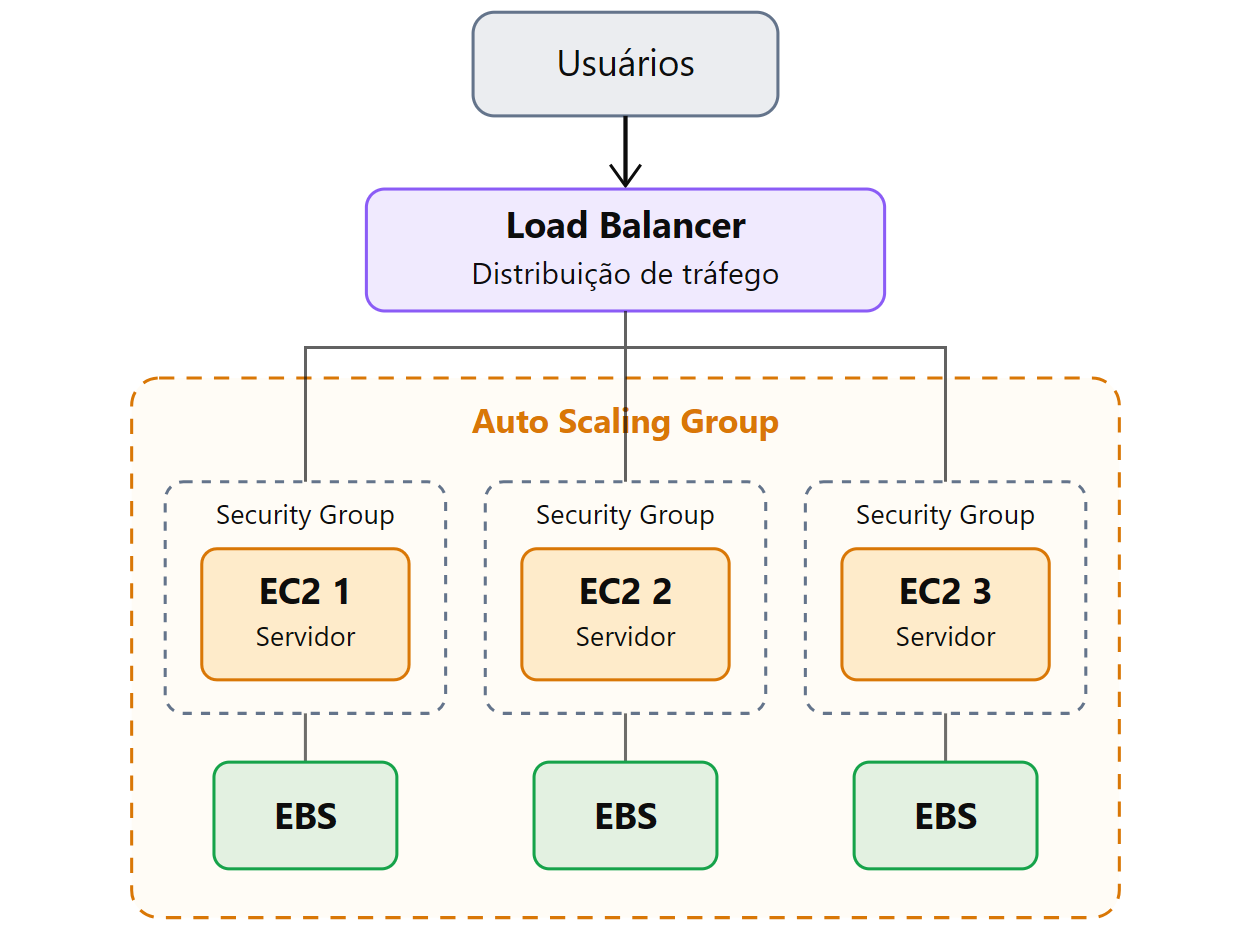 Usuários
Load Balancer
Distribuição de tráfego
Auto Scaling Group
Security Group
Security Group
Security Group
EC2 1
EC2 2
EC2 3
Servidor
Servidor
Servidor
EBS
EBS
EBS